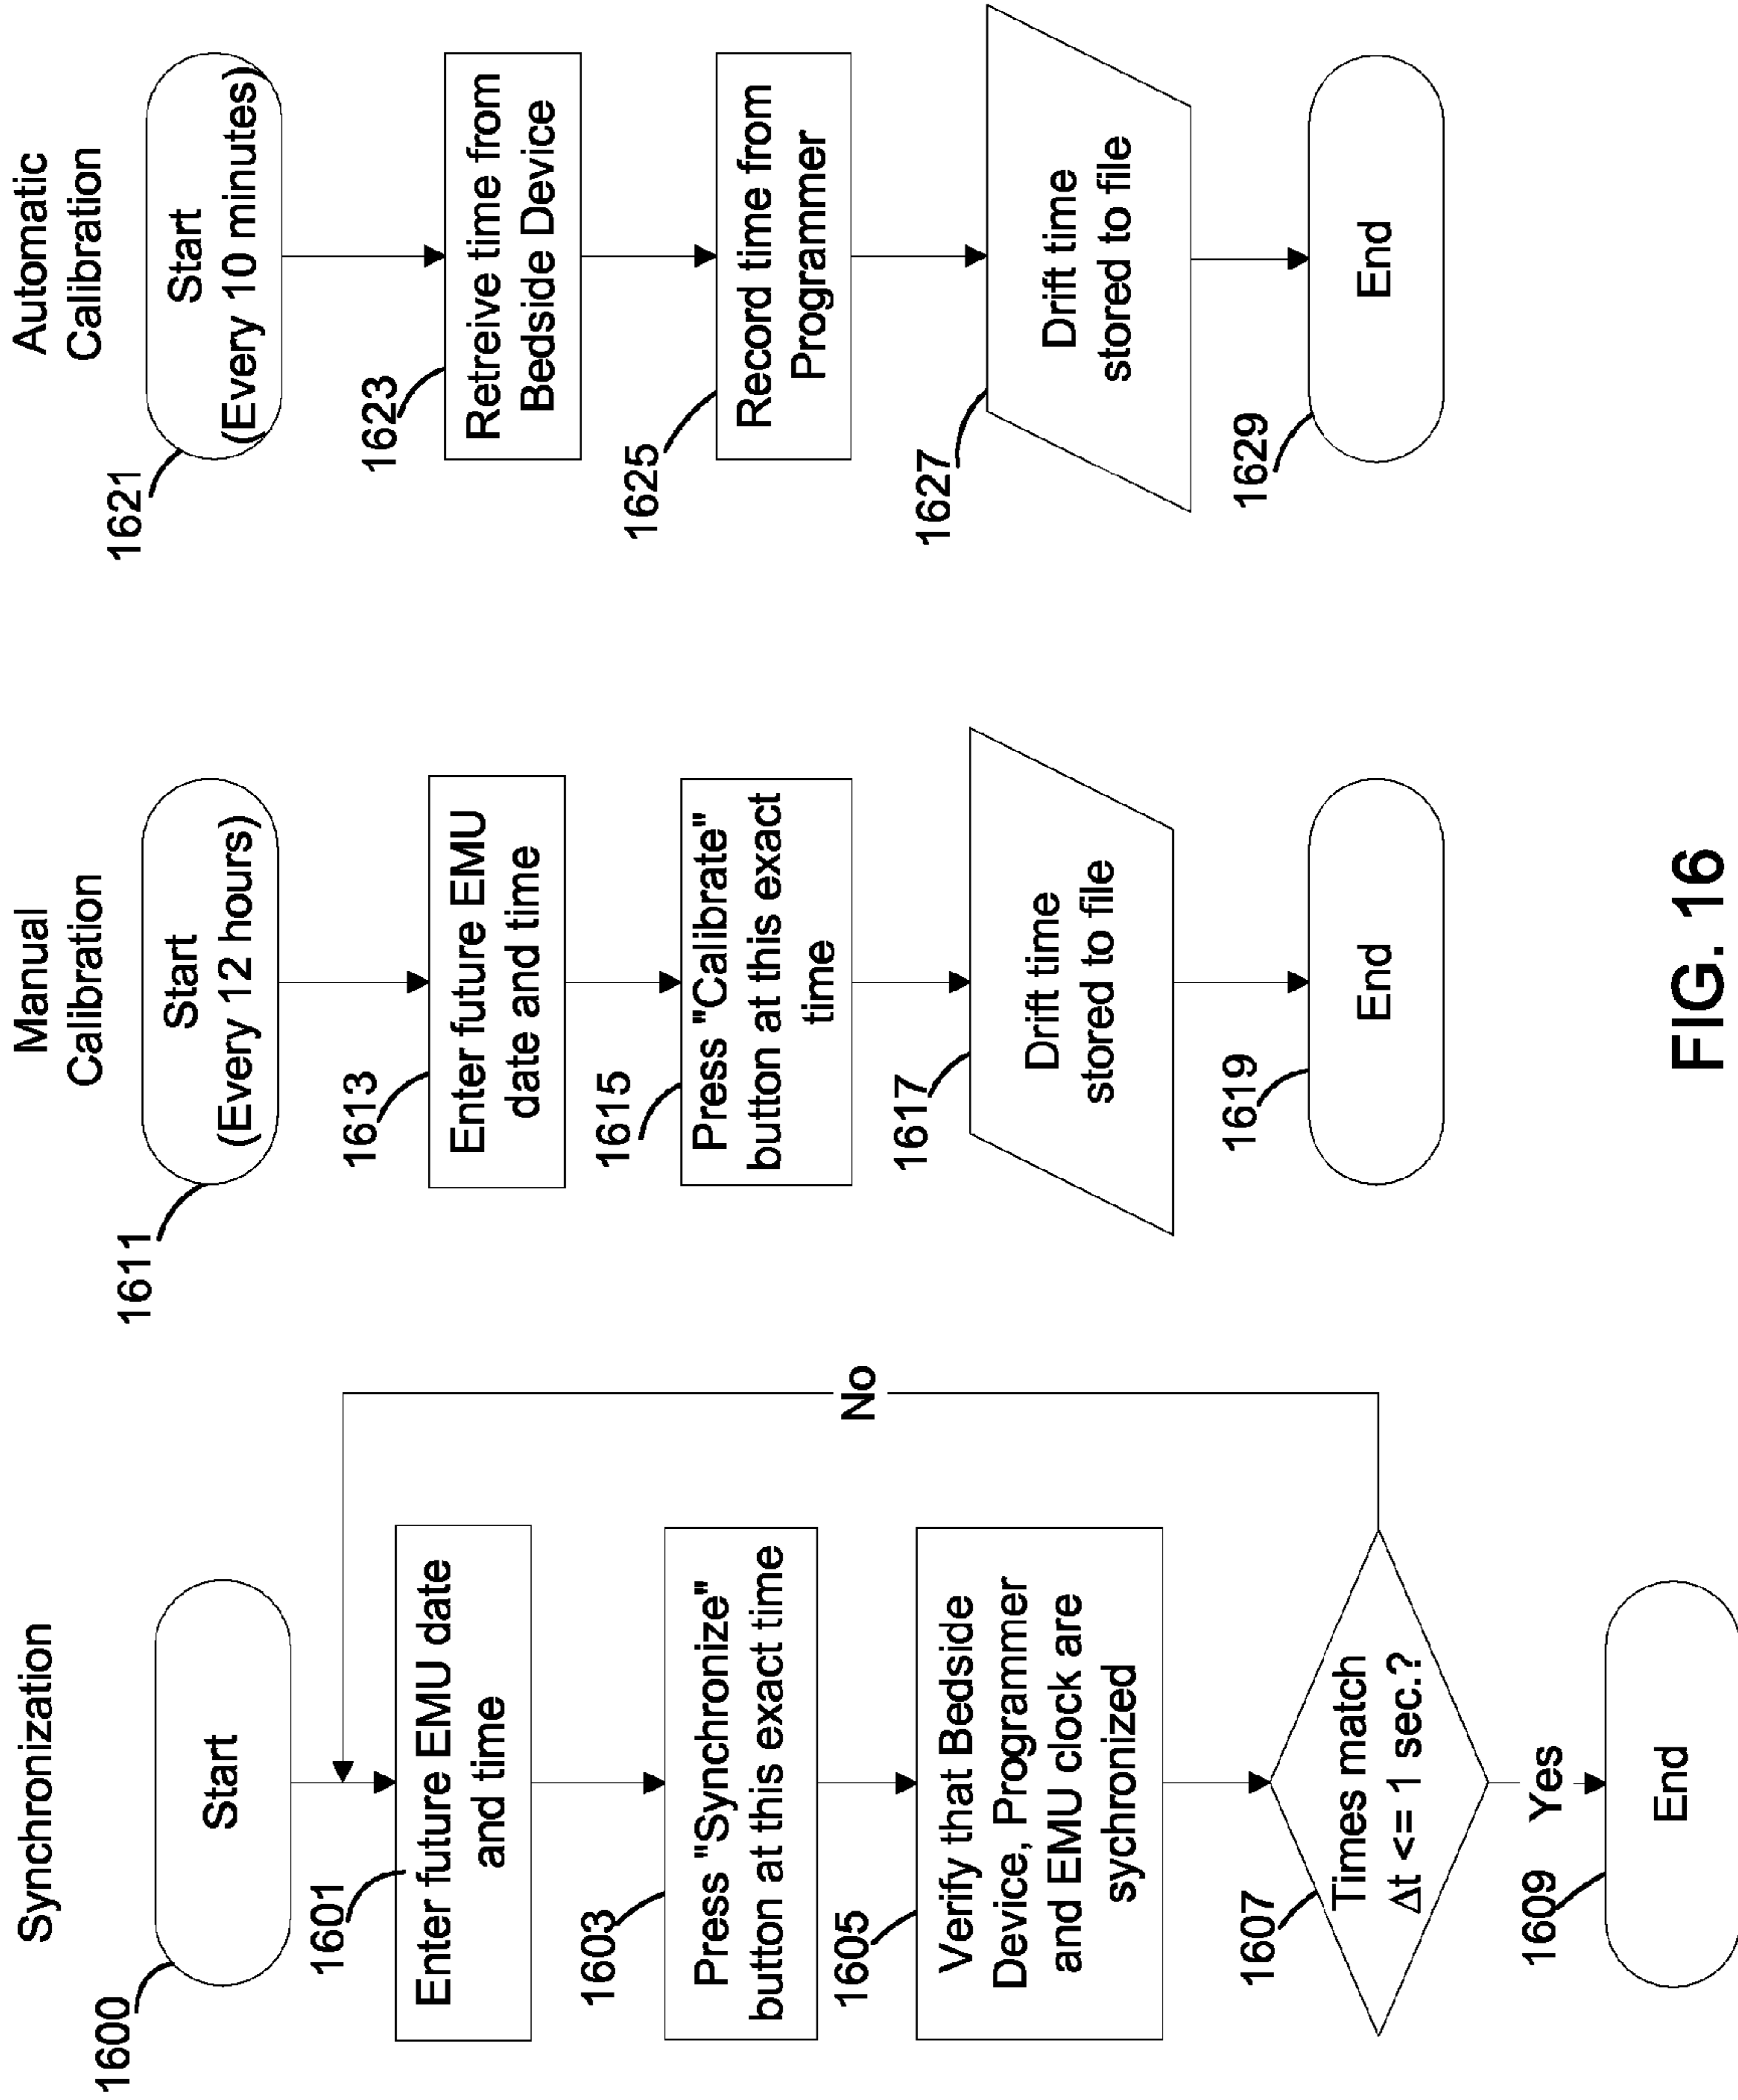 Synchronization
1600
Start
1601
Enter future EMU date
and time
1603
Press "Synchronize"
button at this exact time
1605
Verify that Bedside
Device, Programmer
and EMU clock are
sychronized
1607
Times match
Δt <= 1 sec.?
No
Yes
1609
End
Manual
Calibration
1611
Start
(Every 12 hours)
1613
Enter future EMU
date and time
1615
Press "Calibrate"
button at this exact
time
1617
Drift time
stored to file
1619
End
Automatic
Calibration
1621
Start
(Every 10 minutes)
1623
Retreive time from
Bedside Device
1625
Record time from
Programmer
1627
Drift time
stored to file
1629
End
FIG. 16